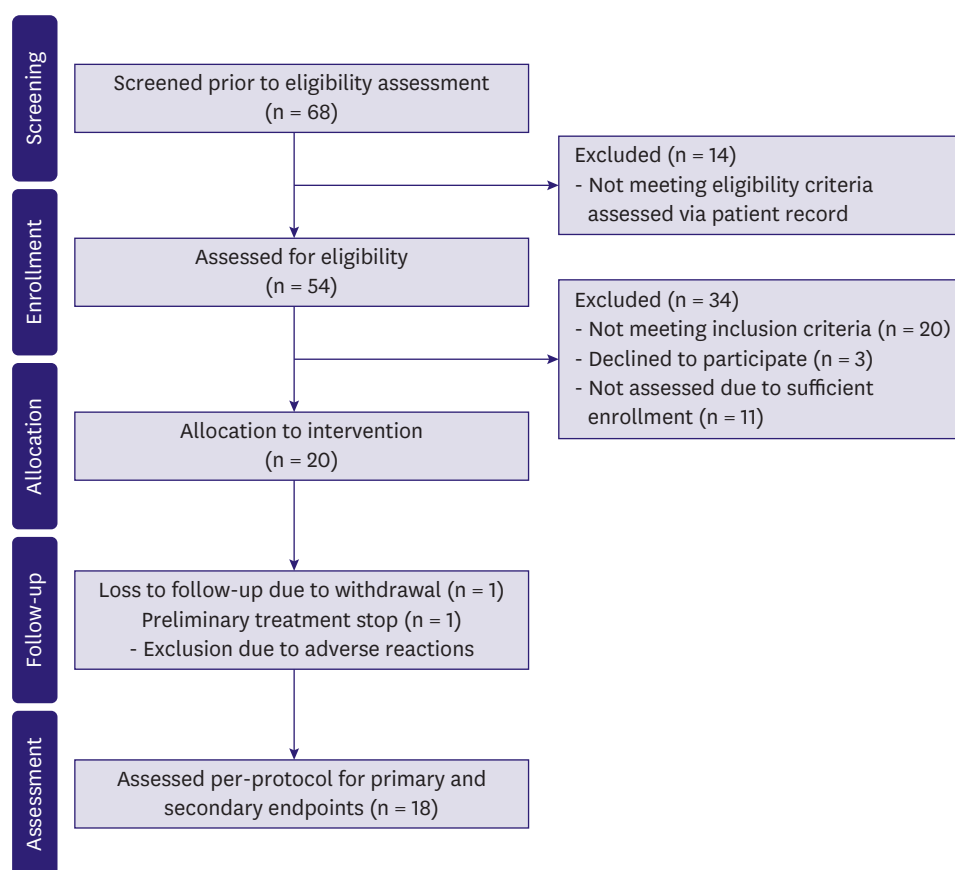 Screening
Screened prior to eligibility assessment
(n = 68)
Excluded (n = 14)
- Not meeting eligibility criteria
assessed via patient record
Enrollment
Assessed for eligibility
(n = 54)
Excluded (n = 34)
- Not meeting inclusion criteria (n = 20)
- Declined to participate (n = 3)
- Not assessed due to sufficient
enrollment (n = 11)
Allocation
Allocation to intervention
(n = 20)
Follow-up
Loss to follow-up due to withdrawal (n = 1)
Preliminary treatment stop (n = 1)
- Exclusion due to adverse reactions
Assessment
Assessed per-protocol for primary and
secondary endpoints (n = 18)